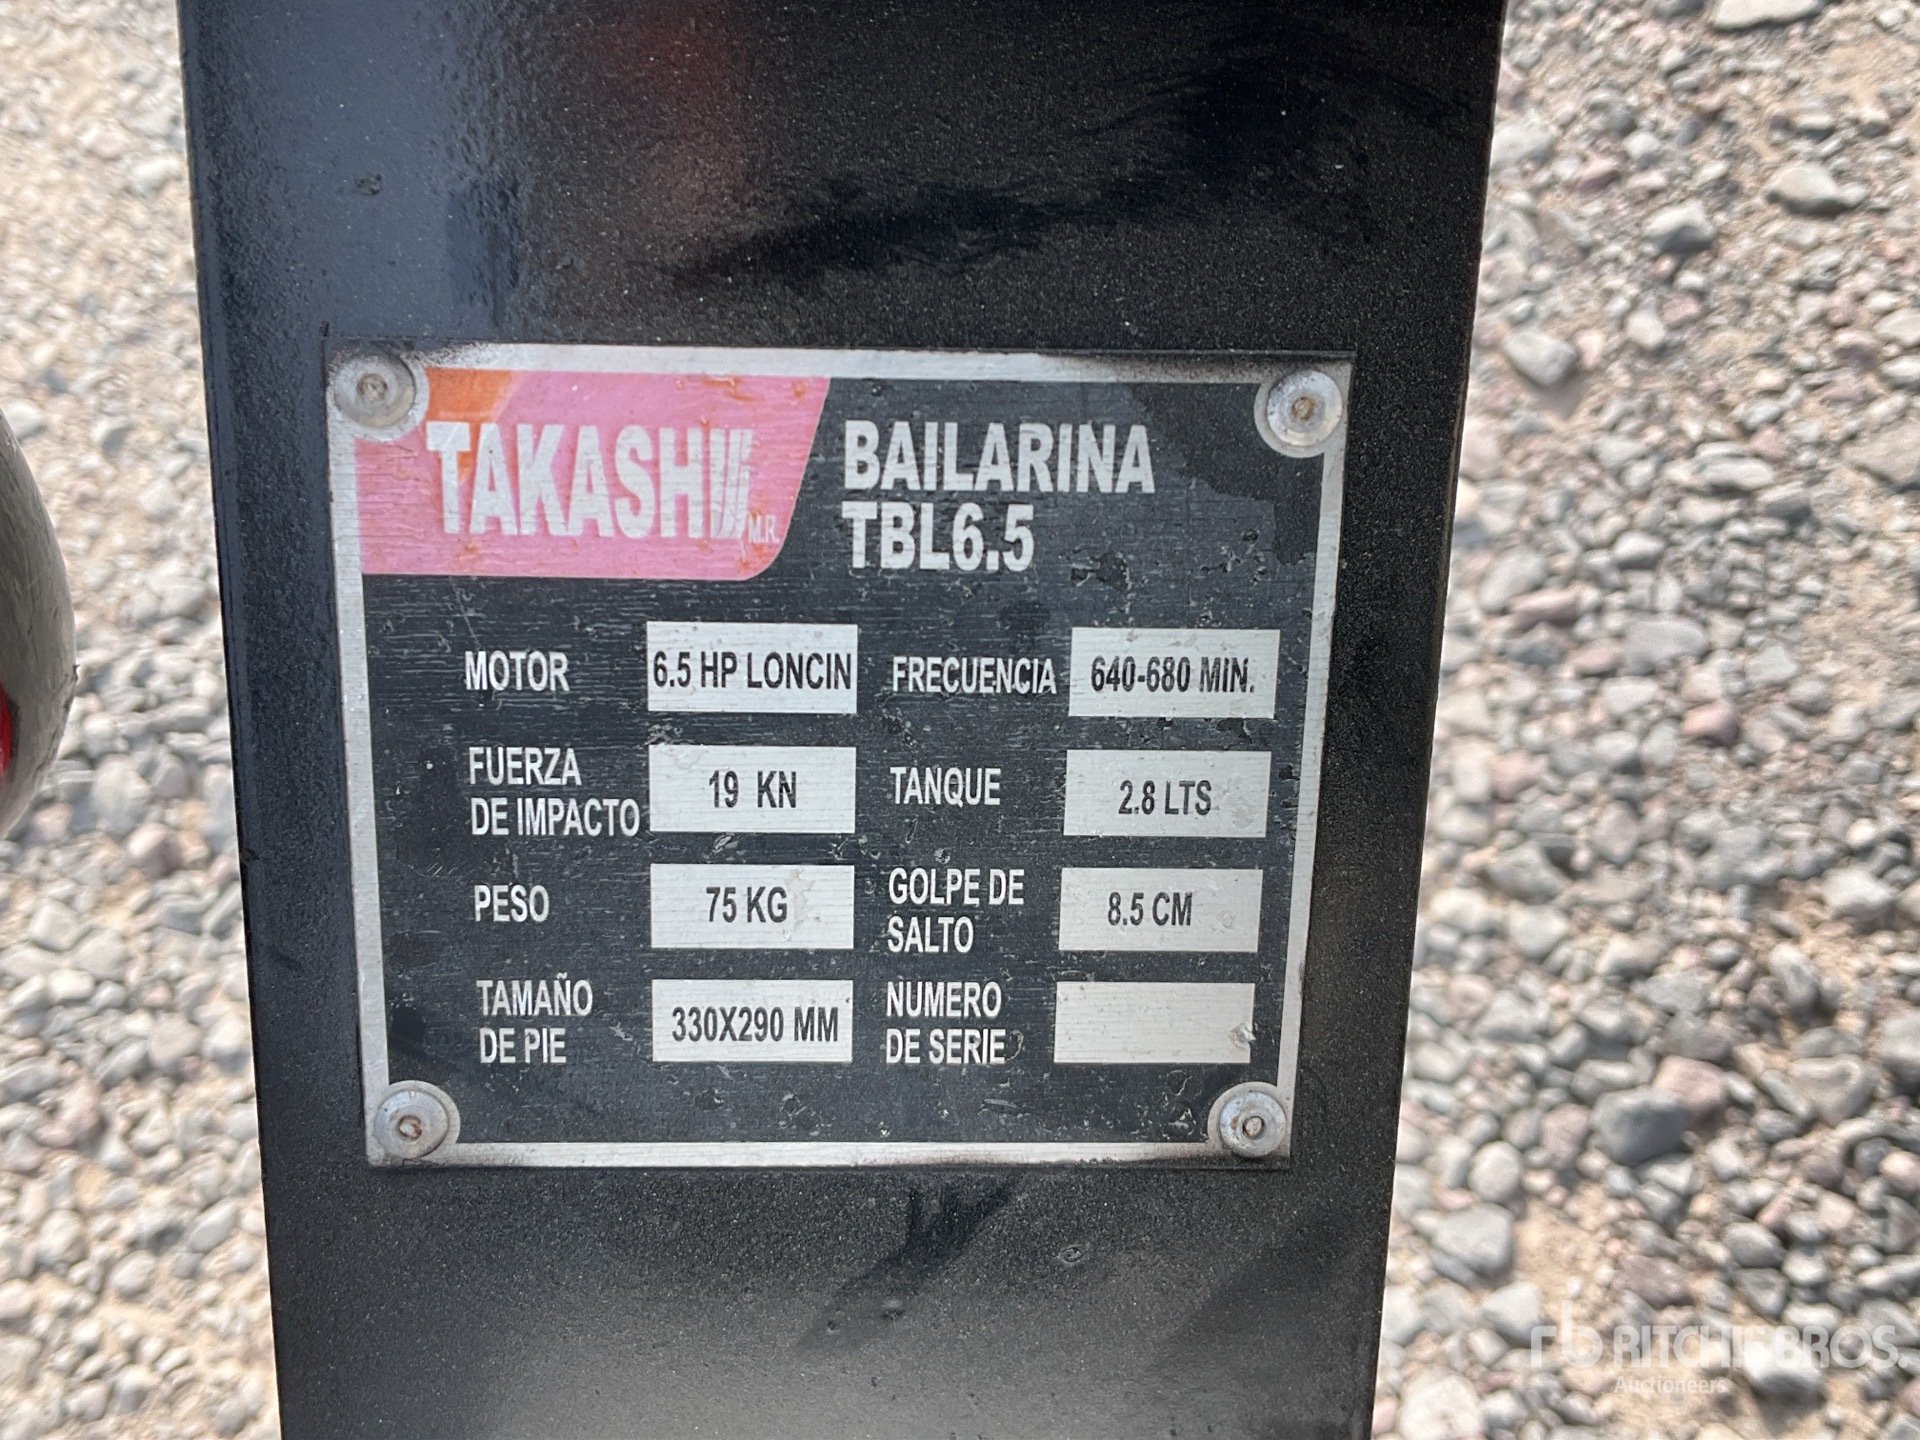 TAKASHI M.R.
BAILARINA
TBL6.5
MOTOR 6.5 HP LONCIN FRECUENCIA 640-680 MIN.
FUERZA
DE IMPACTO 19 KN TANQUE 2.8 LTS
PESO 75 KG GOLPE DE
SALTO 8.5 CM
TAMAÑO
DE PIE 330X290 MM NUMERO
DE SERIE
rb RITCHIE BROS.
Auctioneers